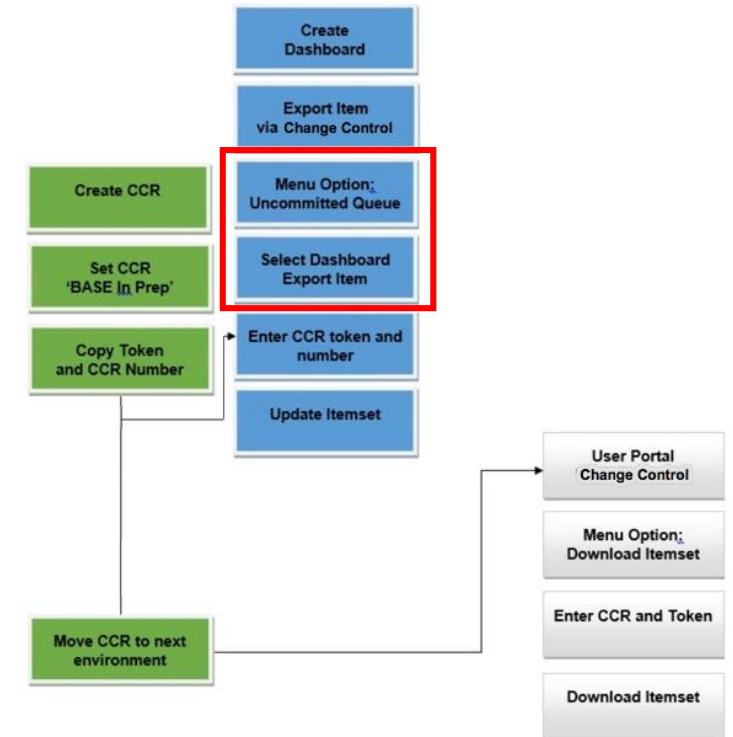 Create
Dashboard
Export Item
via Change Control
Create CCR
Menu Option:
Uncommitted Queue
Set CCR
‘BASE In Prep’
Select Dashboard
Export Item
Copy Token
and CCR Number
Enter CCR token and
number
Update Itemset
User Portal
Change Control
Menu Option:
Download Itemset
Enter CCR and Token
Move CCR to next
environment
Download Itemset